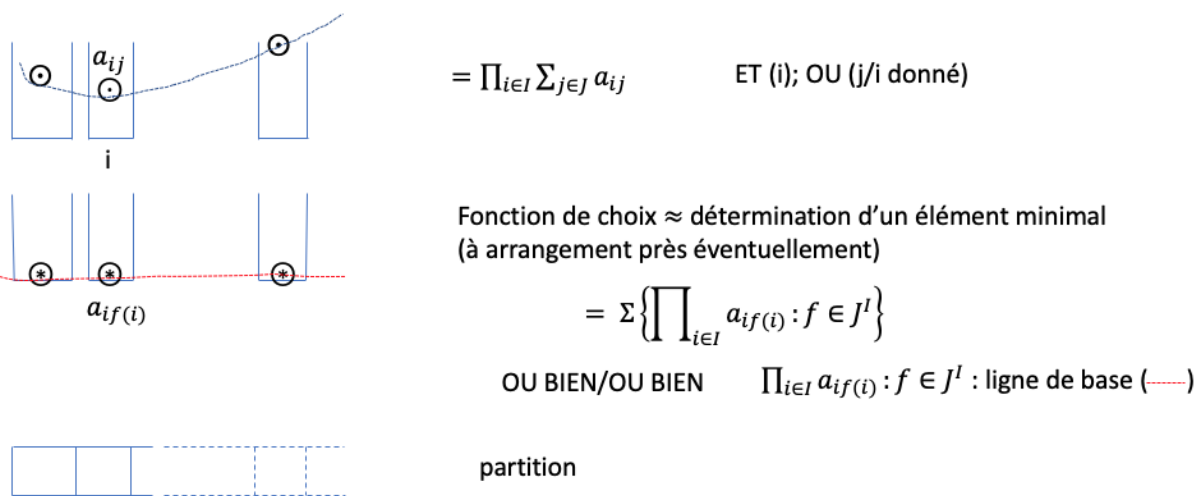 a_{ij}
= ∏_{i∈I} ∑_{j∈J} a_{ij} ET (i); OU (j/i donné)
i
Fonction de choix ≈ détermination d’un élément minimal
(à arrangement près éventuellement)
a_{if(i)}
= Σ{∏_{i∈I} a_{if(i)} : f ∈ J^I}
OU BIEN/OU BIEN ∏_{i∈I} a_{if(i)} : f ∈ J^I : ligne de base (------)
partition